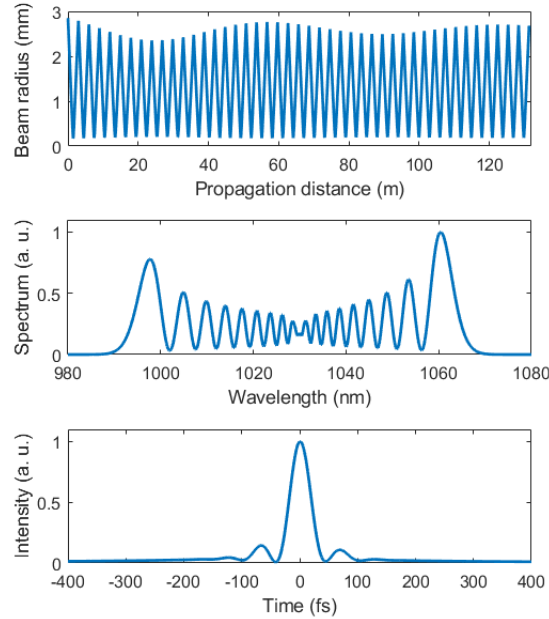 Beam radius (mm)
3
2
1
0
0 20 40 60 80 100 120
Propagation distance (m)
Spectrum (a. u.)
1
0.5
0
980 1000 1020 1040 1060 1080
Wavelength (nm)
Intensity (a. u.)
1
0.5
0
-400 -300 -200 -100 0 100 200 300 400
Time (fs)